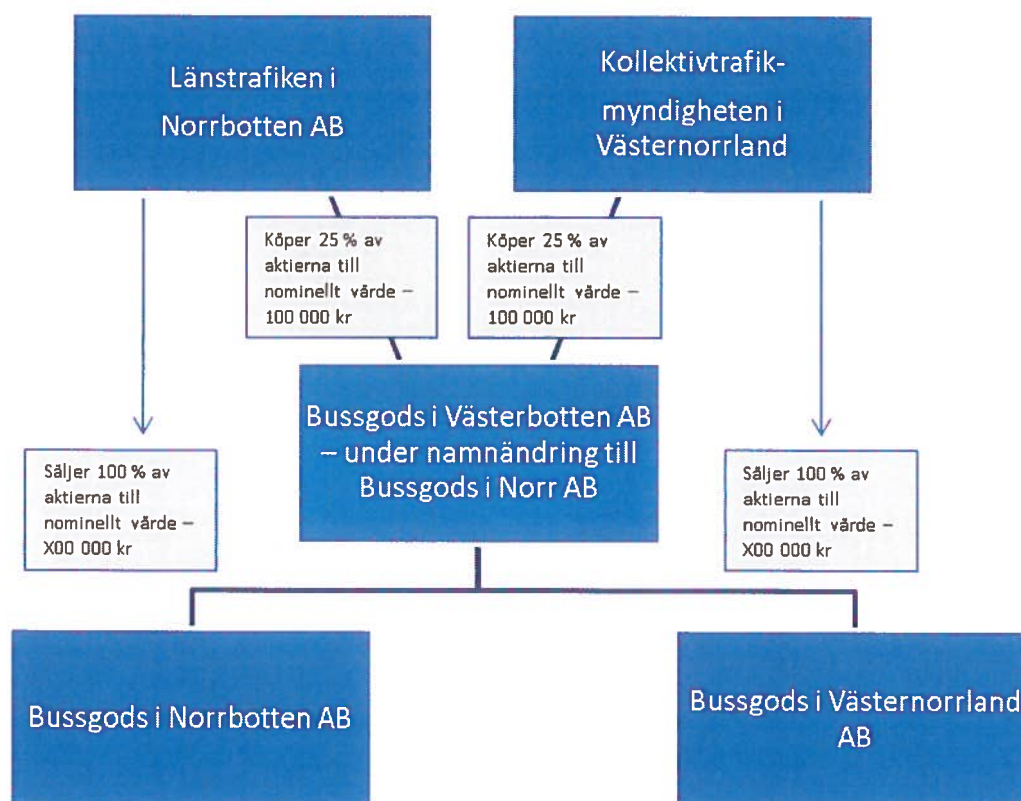 Länstrafiken i
Norrbotten AB
Kollektivtrafik-
myndigheten i
Västernorrland
Köper 25 % av
aktierna till
nominellt värde –
100 000 kr
Köper 25 % av
aktierna till
nominellt värde –
100 000 kr
Bussgods i Västerbotten AB
– under namnändring till
Bussgods i Norr AB
Säljer 100 % av
aktierna till
nominellt värde –
X00 000 kr
Säljer 100 % av
aktierna till
nominellt värde –
X00 000 kr
Bussgods i Norrbotten AB
Bussgods i Västernorrland
AB